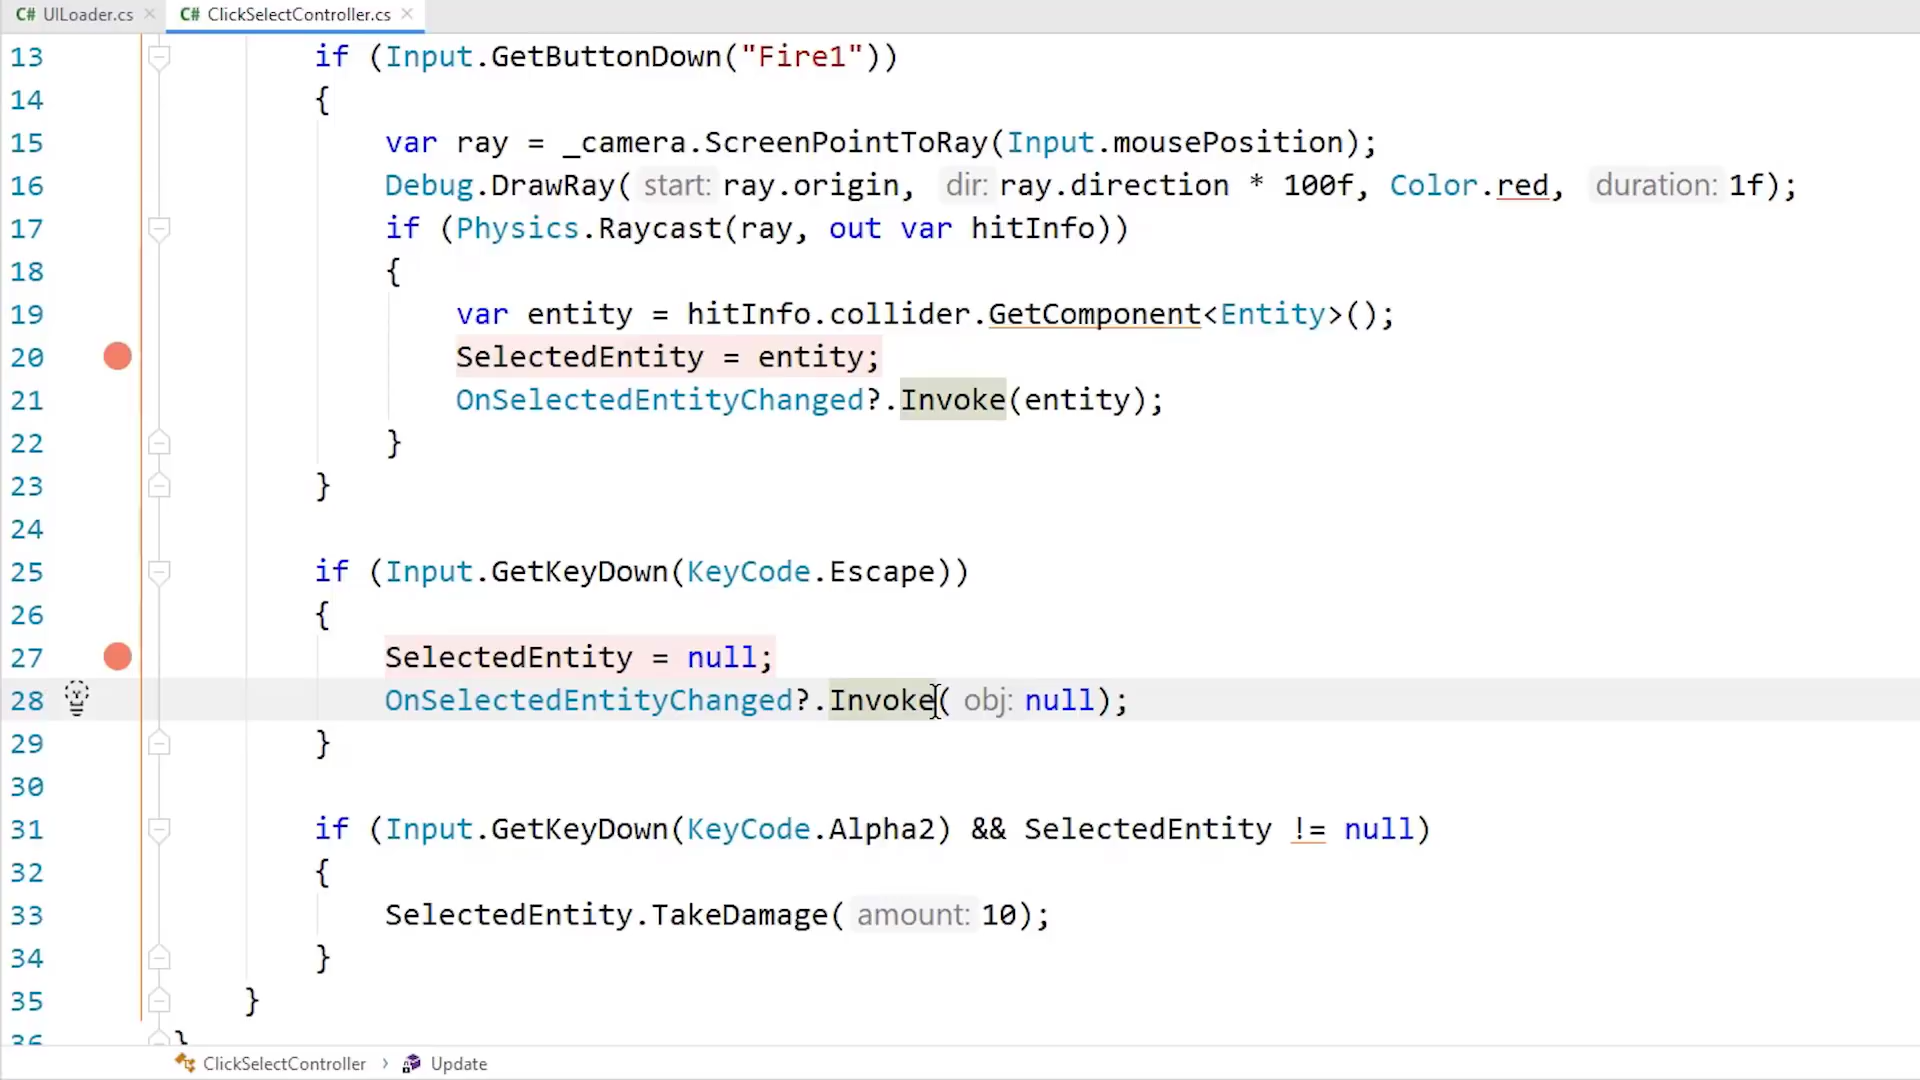 C# UILoader.cs × C# ClickSelectController.cs ×
13 if (Input.GetButtonDown("Fire1"))
14 {
15 var ray = _camera.ScreenPointToRay(Input.mousePosition);
16 Debug.DrawRay( start: ray.origin, dir: ray.direction * 100f, Color.red, duration: 1f);
17 if (Physics.Raycast(ray, out var hitInfo))
18 {
19 var entity = hitInfo.collider.GetComponent<Entity>();
20 SelectedEntity = entity;
21 OnSelectedEntityChanged?.Invoke(entity);
22 }
23 }
24
25 if (Input.GetKeyDown(KeyCode.Escape))
26 {
27 SelectedEntity = null;
28 OnSelectedEntityChanged?.Invoke( obj: null);
29 }
30
31 if (Input.GetKeyDown(KeyCode.Alpha2) && SelectedEntity != null)
32 {
33 SelectedEntity.TakeDamage( amount: 10);
34 }
35 }
36 }
ClickSelectController › Update